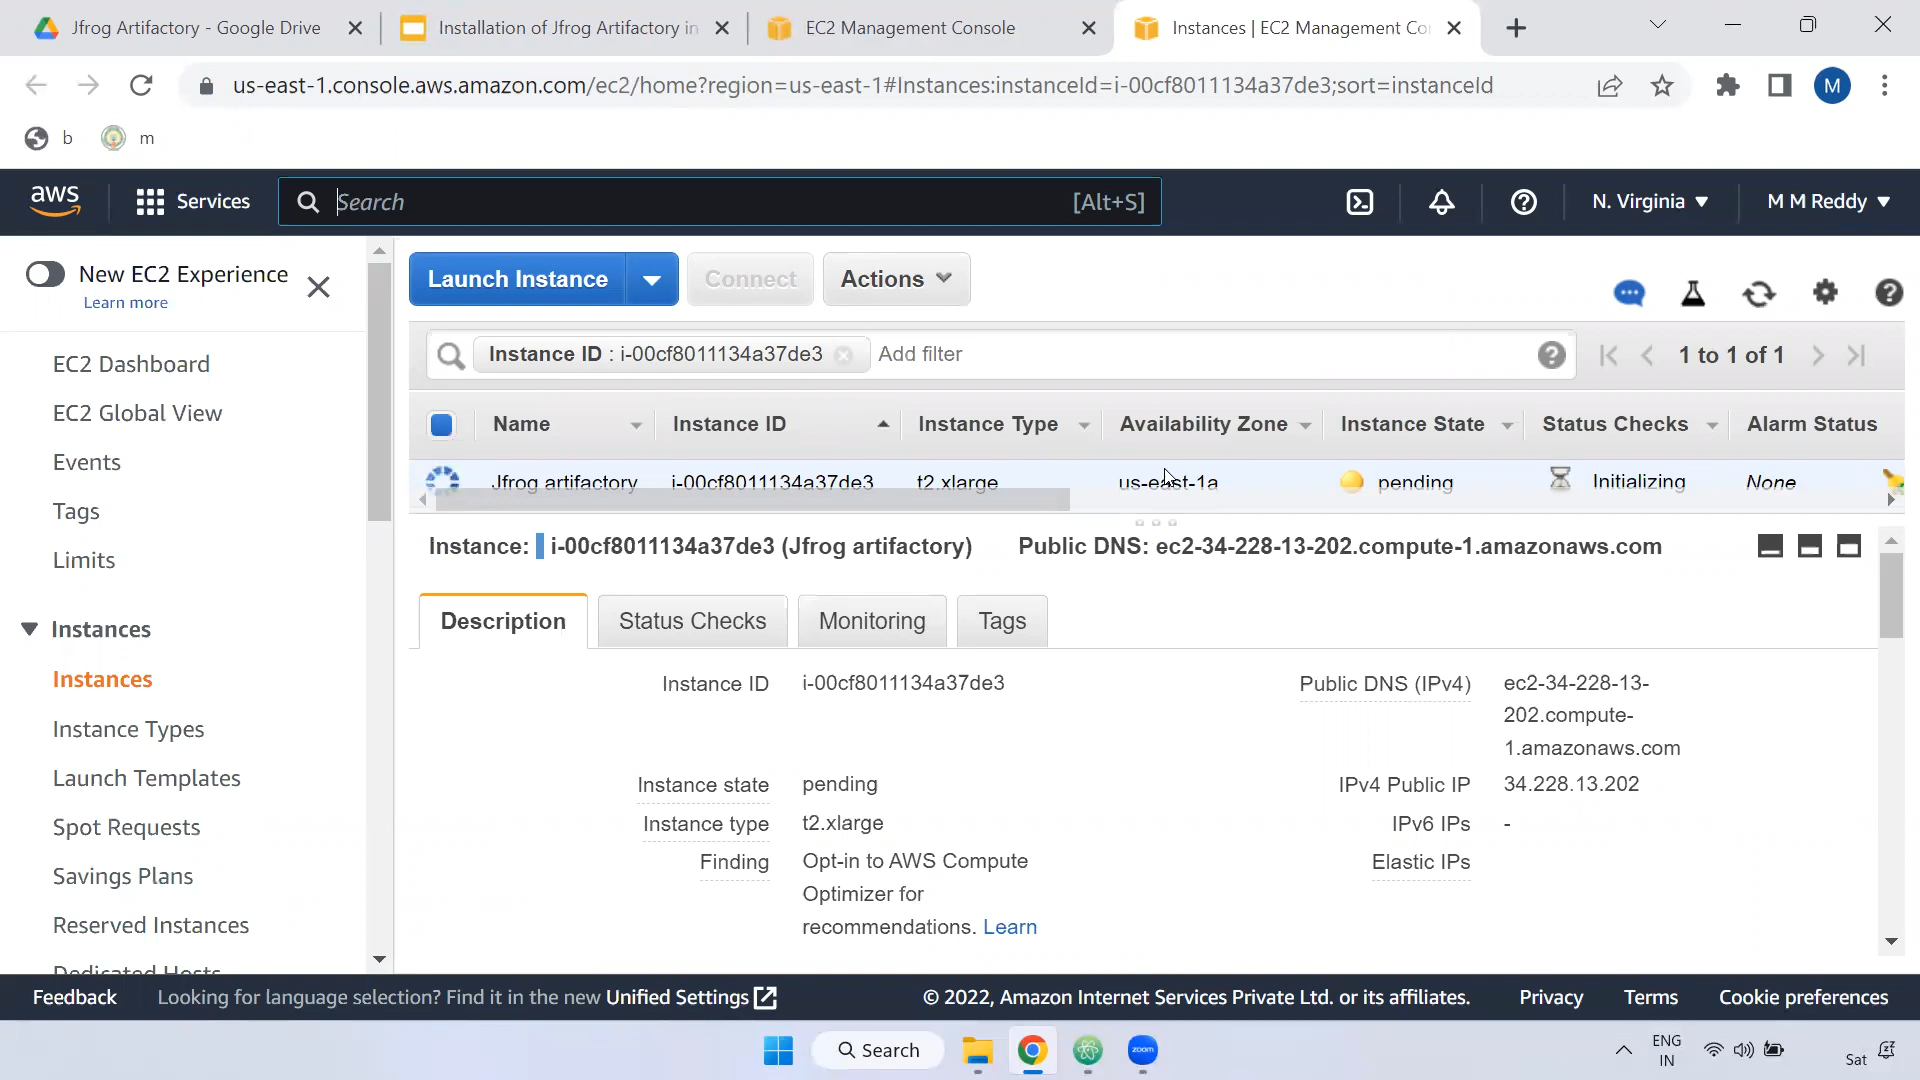 Jfrog Artifactory - Google Drive
Installation of Jfrog Artifactory in
EC2 Management Console
Instances | EC2 Management Co
us-east-1.console.aws.amazon.com/ec2/home?region=us-east-1#Instances:instanceId=i-00cf8011134a37de3;sort=instanceId
M
b
m
aws
Services
Search
[Alt+S]
N. Virginia
M M Reddy
New EC2 Experience
Learn more
EC2 Dashboard
EC2 Global View
Events
Tags
Limits
Instances
Instances
Instance Types
Launch Templates
Spot Requests
Savings Plans
Reserved Instances
Dedicated Hosts
Launch Instance
Connect
Actions
Instance ID : i-00cf8011134a37de3
Add filter
1 to 1 of 1
Name Instance ID Instance Type Availability Zone Instance State Status Checks Alarm Status
Jfrog artifactory i-00cf8011134a37de3 t2.xlarge us-east-1a pending Initializing None
Instance: i-00cf8011134a37de3 (Jfrog artifactory) Public DNS: ec2-34-228-13-202.compute-1.amazonaws.com
Description
Status Checks
Monitoring
Tags
Instance ID i-00cf8011134a37de3
Instance state pending
Instance type t2.xlarge
Finding Opt-in to AWS Compute
Optimizer for
recommendations. Learn
Public DNS (IPv4) ec2-34-228-13-
202.compute-
1.amazonaws.com
IPv4 Public IP 34.228.13.202
IPv6 IPs -
Elastic IPs
Feedback
Looking for language selection? Find it in the new Unified Settings
© 2022, Amazon Internet Services Private Ltd. or its affiliates.
Privacy
Terms
Cookie preferences
Search
zoom
ENG
IN
Sat